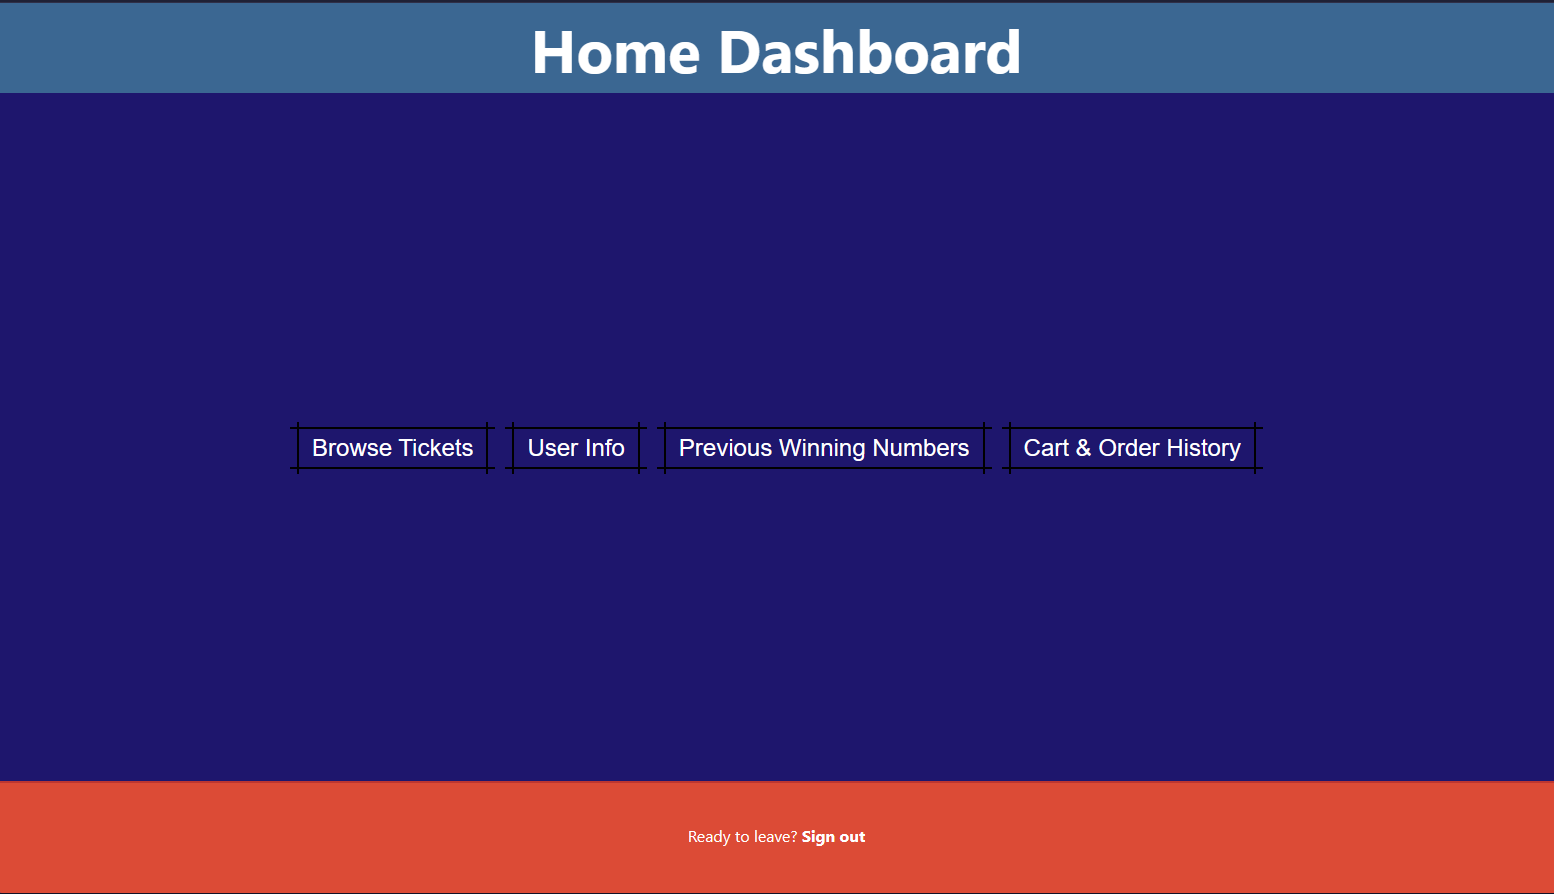 Home Dashboard
Browse Tickets
User Info
Previous Winning Numbers
Cart & Order History
Ready to leave? Sign out